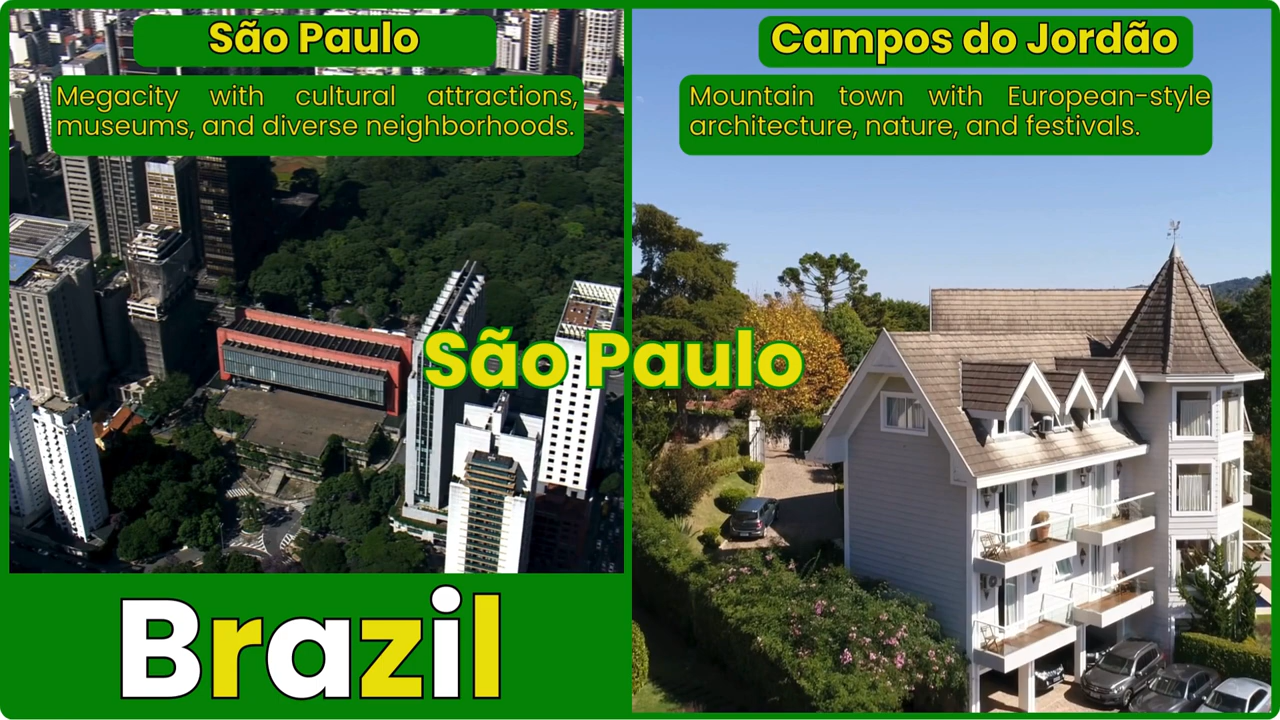 São Paulo
Megacity with cultural attractions,
museums, and diverse neighborhoods.
Campos do Jordão
Mountain town with European-style
architecture, nature, and festivals.
São Paulo
Brazil